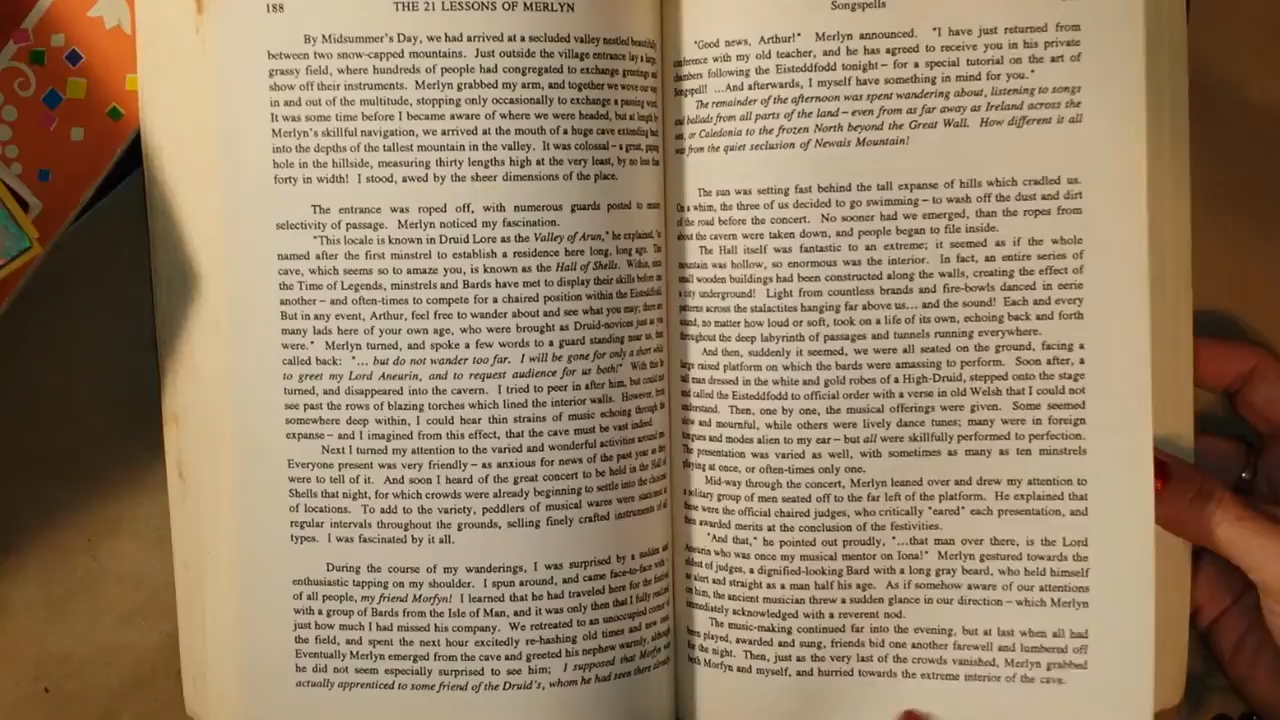 188
THE 21 LESSONS OF MERLYN
By Midsummer's Day, we had arrived at a secluded valley nestled beautifully
between two snow-capped mountains. Just outside the village entrance lay a large,
grassy field, where hundreds of people had congregated to exchange greetings and
show off their instruments. Merlyn grabbed my arm, and together we wove our way
in and out of the multitude, stopping only occasionally to exchange a passing word.
It was some time before I became aware of where we were headed, but at length by
Merlyn's skillful navigation, we arrived at the mouth of a huge cave extending back
into the depths of the tallest mountain in the valley. It was colossal – a great, gaping
hole in the hillside, measuring thirty lengths high at the very least, by no less than
forty in width! I stood, awed by the sheer dimensions of the place.
The entrance was roped off, with numerous guards posted to ensure
selectivity of passage. Merlyn noticed my fascination.
"This locale is known in Druid Lore as the Valley of Arun," he explained,
named after the first minstrel to establish a residence here long, long ago. The
cave, which seems so to amaze you, is known as the Hall of Shells. Within, since
the Time of Legends, minstrels and Bards have met to display their skills before one
another – and often-times to compete for a chaired position within the Eisteddfodd.
But in any event, Arthur, feel free to wander about and see what you may; there are
many lads here of your own age, who were brought as Druid-novices just as you
were." Merlyn turned, and spoke a few words to a guard standing near us, then
called back: "... but do not wander too far. I will be gone for only a short while
to greet my Lord Aneurin, and to request audience for us both!" With this he
turned, and disappeared into the cavern. I tried to peer in after him, but could not
see past the rows of blazing torches which lined the interior walls. However, from
somewhere deep within, I could hear thin strains of music echoing through the
expanse – and I imagined from this effect, that the cave must be vast indeed.
Next I turned my attention to the varied and wonderful activities around me.
Everyone present was very friendly – as anxious for news of the past year as they
were to tell of it. And soon I heard of the great concert to be held in the Hall of
Shells that night, for which crowds were already beginning to settle into the choicest
of locations. To add to the variety, peddlers of musical wares were stationed at
regular intervals throughout the grounds, selling finely crafted instruments of all
types. I was fascinated by it all.
During the course of my wanderings, I was surprised by a sudden and
enthusiastic tapping on my shoulder. I spun around, and came face-to-face with –
of all people, my friend Morfyn! I learned that he had traveled here for the festival
with a group of Bards from the Isle of Man, and it was only then that I fully realized
just how much I had missed his company. We retreated to an unoccupied corner of
the field, and spent the next hour excitedly re-hashing old times and new ones.
Eventually Merlyn emerged from the cave and greeted his nephew warmly, although
he did not seem especially surprised to see him; I supposed that Morfyn was
actually apprenticed to some friend of the Druid's, whom he had seen there already.
Songspells
"Good news, Arthur!" Merlyn announced. "I have just returned from
conference with my old teacher, and he has agreed to receive you in his private
chambers following the Eisteddfodd tonight – for a special tutorial on the art of
Songspell! ...And afterwards, I myself have something in mind for you."
The remainder of the afternoon was spent wandering about, listening to songs
and ballads from all parts of the land – even from as far away as Ireland across the
sea, or Caledonia to the frozen North beyond the Great Wall. How different is all
was from the quiet seclusion of Newais Mountain!
The sun was setting fast behind the tall expanse of hills which cradled us.
On a whim, the three of us decided to go swimming – to wash off the dust and dirt
of the road before the concert. No sooner had we emerged, than the ropes from
about the cavern were taken down, and people began to file inside.
The Hall itself was fantastic to an extreme; it seemed as if the whole
mountain was hollow, so enormous was the interior. In fact, an entire series of
small wooden buildings had been constructed along the walls, creating the effect of
a city underground! Light from countless brands and fire-bowls danced in eerie
patterns across the stalactites hanging far above us... and the sound! Each and every
sound, no matter how loud or soft, took on a life of its own, echoing back and forth
throughout the deep labyrinth of passages and tunnels running everywhere.
And then, suddenly it seemed, we were all seated on the ground, facing a
large raised platform on which the bards were amassing to perform. Soon after, a
tall man dressed in the white and gold robes of a High-Druid, stepped onto the stage
and called the Eisteddfodd to official order with a verse in old Welsh that I could not
understand. Then, one by one, the musical offerings were given. Some seemed
slow and mournful, while others were lively dance tunes; many were in foreign
tongues and modes alien to my ear – but all were skillfully performed to perfection.
The presentation was varied as well, with sometimes as many as ten minstrels
playing at once, or often-times only one.
Mid-way through the concert, Merlyn leaned over and drew my attention to
a solitary group of men seated off to the far left of the platform. He explained that
these were the official chaired judges, who critically "eared" each presentation, and
then awarded merits at the conclusion of the festivities.
"And that," he pointed out proudly, "...that man over there, is the Lord
Aneurin who was once my musical mentor on Iona!" Merlyn gestured towards the
eldest of judges, a dignified-looking Bard with a long gray beard, who held himself
as alert and straight as a man half his age. As if somehow aware of our attentions
on him, the ancient musician threw a sudden glance in our direction – which Merlyn
immediately acknowledged with a reverent nod.
The music-making continued far into the evening, but at last when all had
been played, awarded and sung, friends bid one another farewell and lumbered off
for the night. Then, just as the very last of the crowds vanished, Merlyn grabbed
both Morfyn and myself, and hurried towards the extreme interior of the cave.